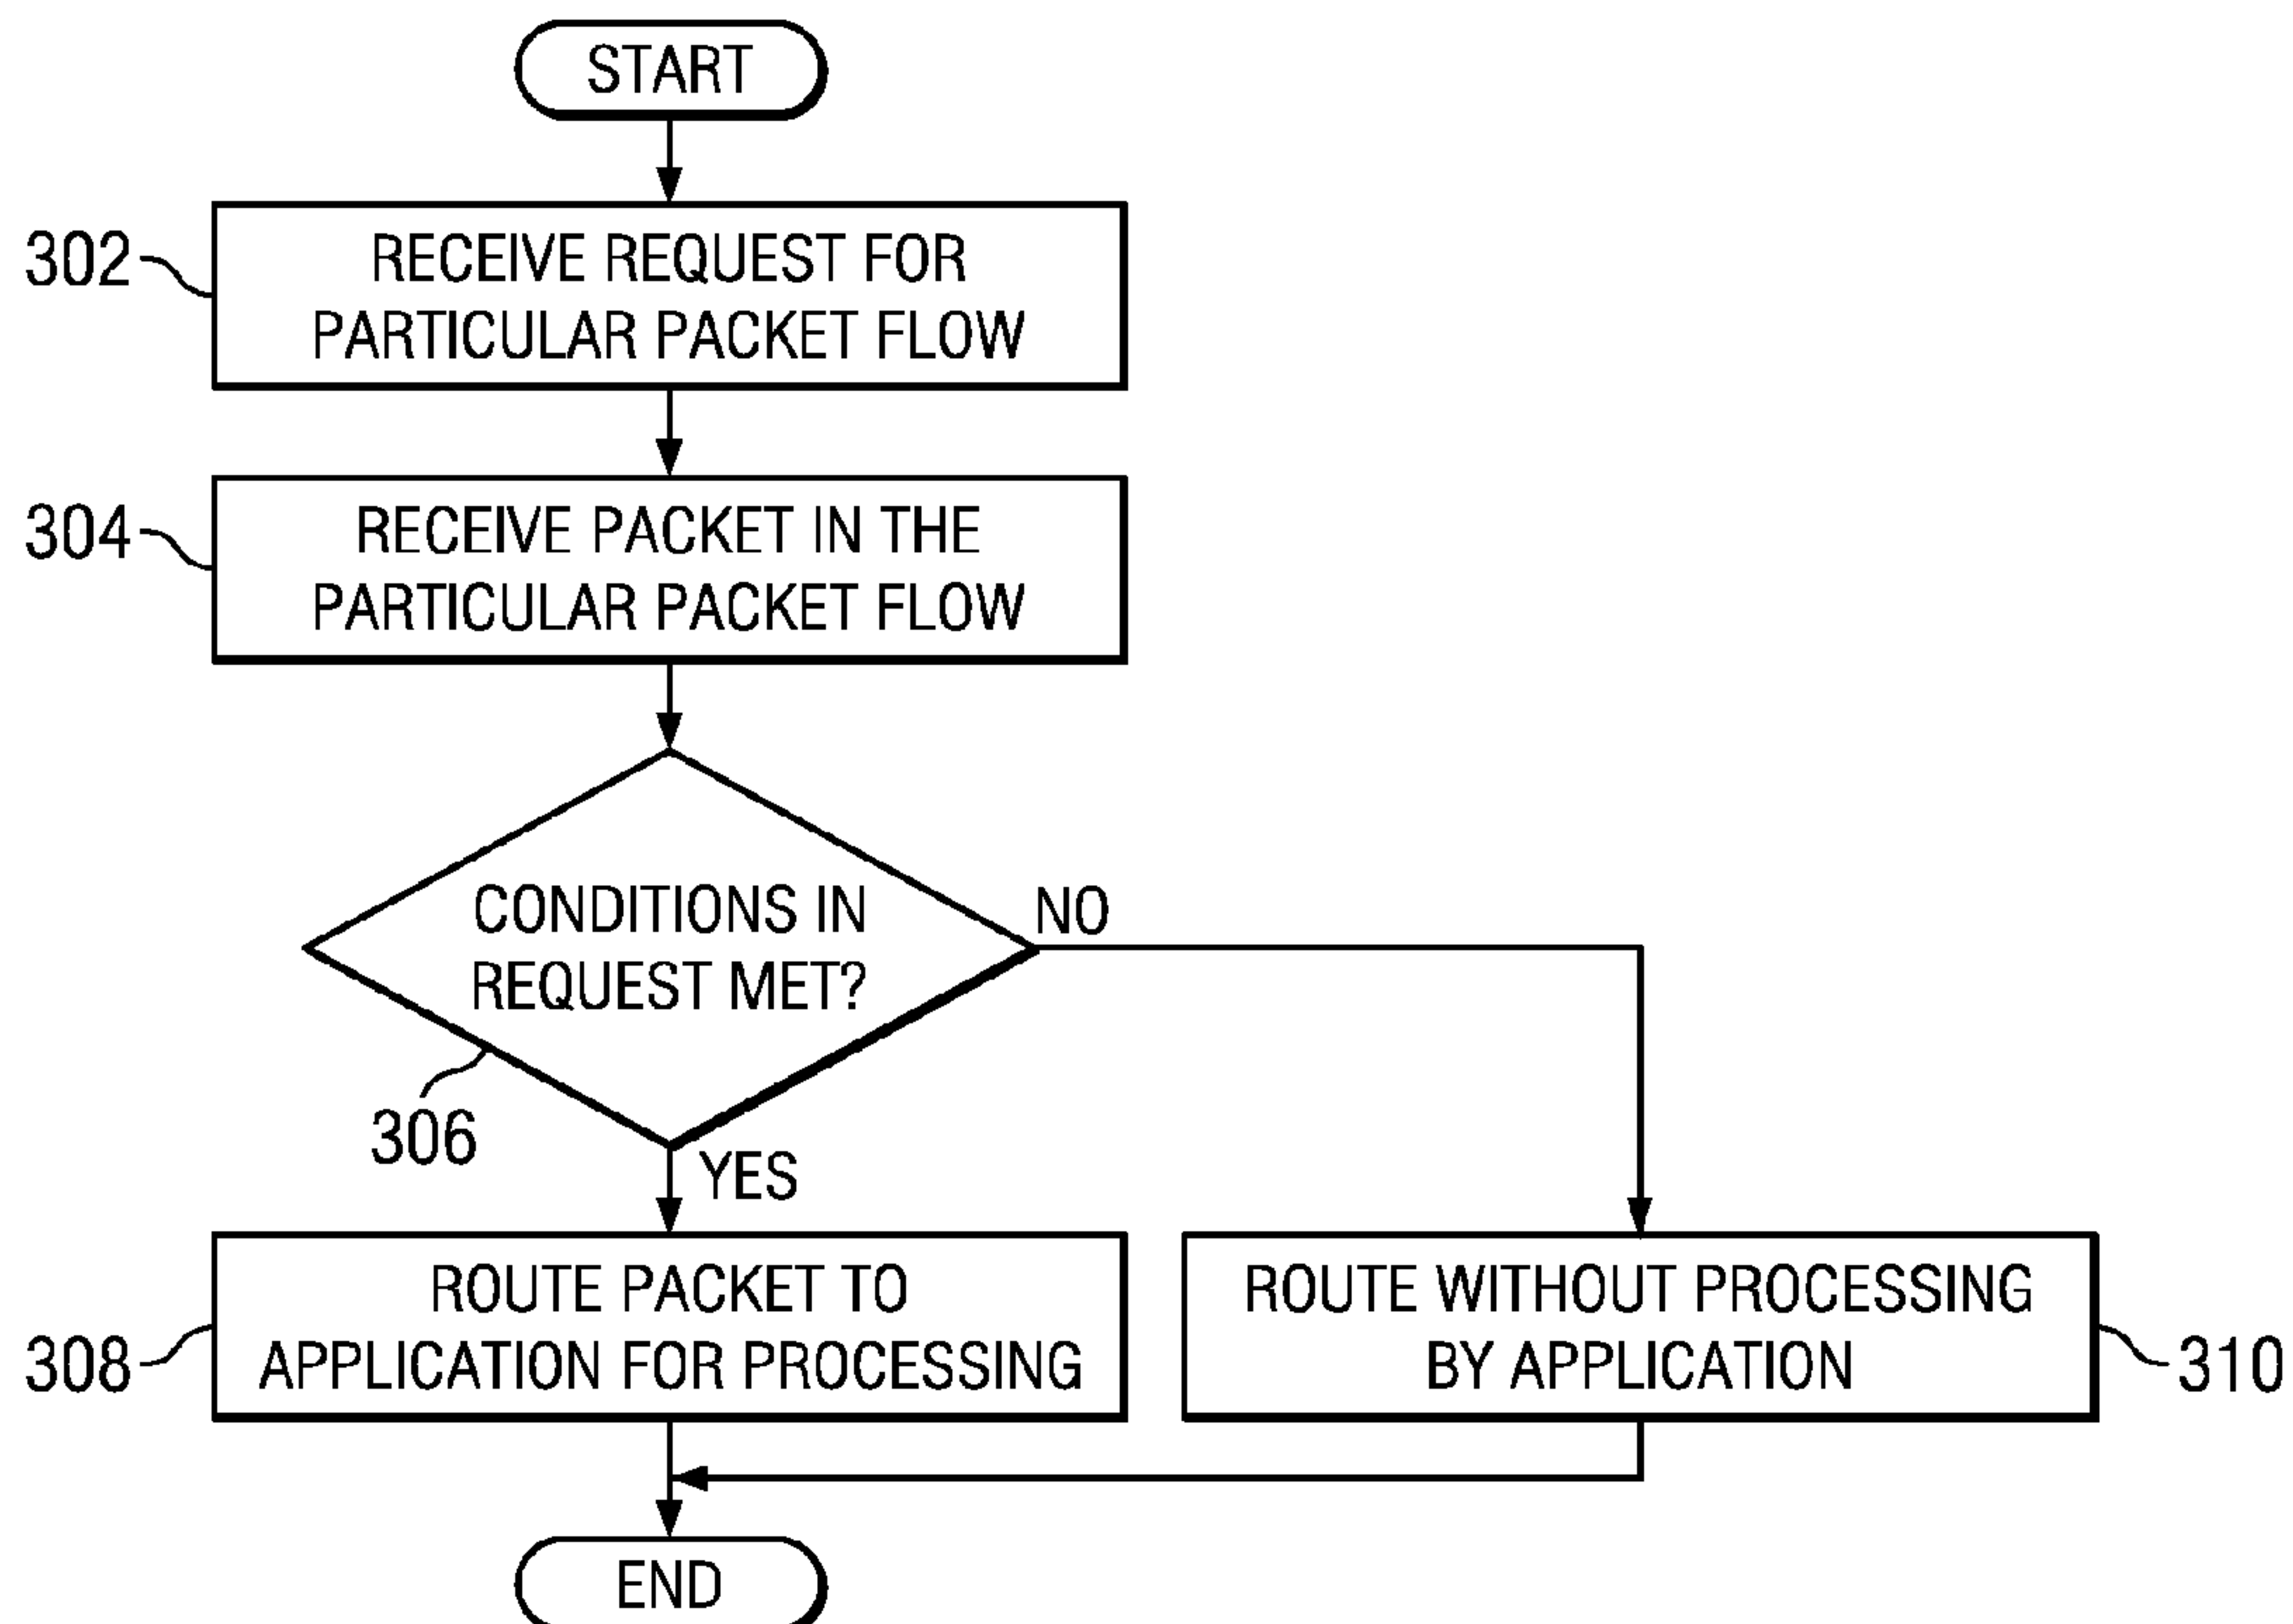 START
302
RECEIVE REQUEST FOR
PARTICULAR PACKET FLOW
304
RECEIVE PACKET IN THE
PARTICULAR PACKET FLOW
CONDITIONS IN
REQUEST MET?
NO
306
YES
308
ROUTE PACKET TO
APPLICATION FOR PROCESSING
ROUTE WITHOUT PROCESSING
BY APPLICATION
310
END